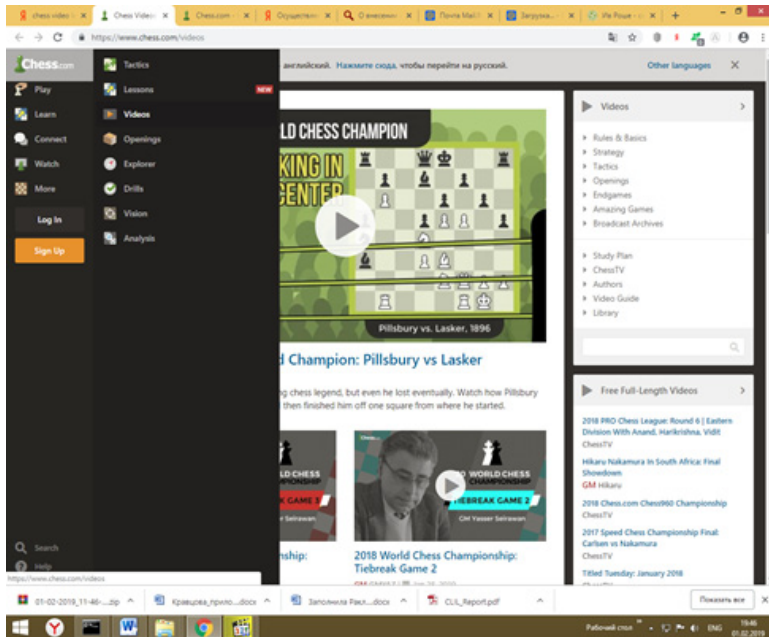 chess video
Chess Video
Chess.com -
О внесении
Почта Mail.R
Загрузка...
Ив Роше -
https://www.chess.com/videos
Chess.com
Tactics
английский. Нажмите сюда, чтобы перейти на русский.
Other languages
Play
Lessons
NEW
Learn
Videos
Connect
Openings
Watch
Explorer
More
Drills
Log In
Vision
Sign Up
Analysis
LD CHESS CHAMPION
KING IN
CENTER
Pillsbury vs. Lasker, 1896
d Champion: Pillsbury vs Lasker
ng chess legend, but even he lost eventually. Watch how Pillsbury
then finished him off one square from where he started.
LD CHESS
CHAMPIONSHIP
K GAME 3
Seirawan
WORLD CHESS
CHAMPIONSHIP
TIEBREAK GAME 2
GM Yasser Seirawan
nship:
2018 World Chess Championship:
Tiebreak Game 2
Videos
Rules & Basics
Strategy
Tactics
Openings
Endgames
Amazing Games
Broadcast Archives
Study Plan
ChessTV
Authors
Video Guide
Library
Free Full-Length Videos
2018 PRO Chess League: Round 6 | Eastern
Division With Anand, Harikrishna, Vidit
ChessTV
Hikaru Nakamura In South Africa: Final
Showdown
GM Hikaru
2018 Chess.com Chess960 Championship
ChessTV
2017 Speed Chess Championship Final:
Carlsen vs Nakamura
ChessTV
Titled Tuesday: January 2018
Search
Help
https://www.chess.com/videos
01-02-2019_11-46-....zip
Кравцова_прило....docx
Заполнила Ракл....docx
CLIL_Report.pdf
Показать все
Рабочий стол
ENG
19:46
01.02.2019